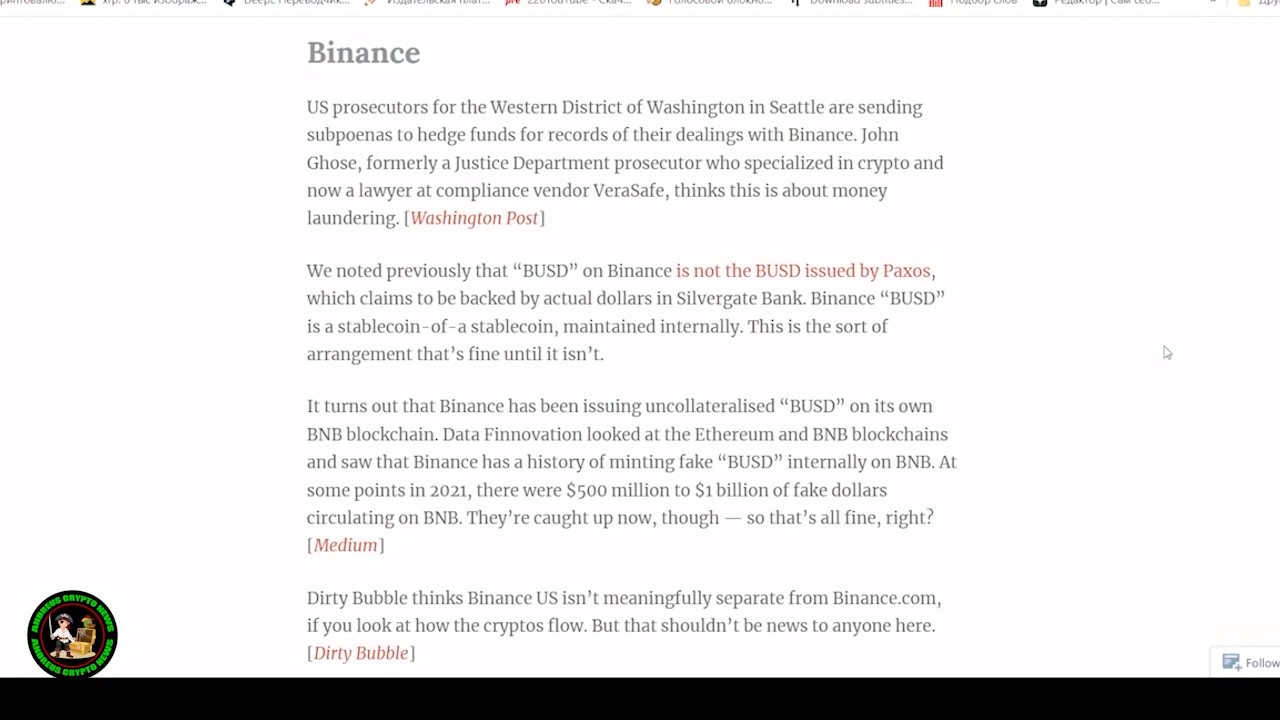 Binance
US prosecutors for the Western District of Washington in Seattle are sending
subpoenas to hedge funds for records of their dealings with Binance. John
Ghose, formerly a Justice Department prosecutor who specialized in crypto and
now a lawyer at compliance vendor VeraSafe, thinks this is about money
laundering. [Washington Post]
We noted previously that “BUSD” on Binance is not the BUSD issued by Paxos,
which claims to be backed by actual dollars in Silvergate Bank. Binance “BUSD”
is a stablecoin-of-a stablecoin, maintained internally. This is the sort of
arrangement that’s fine until it isn’t.
It turns out that Binance has been issuing uncollateralised “BUSD” on its own
BNB blockchain. Data Finnovation looked at the Ethereum and BNB blockchains
and saw that Binance has a history of minting fake “BUSD” internally on BNB. At
some points in 2021, there were $500 million to $1 billion of fake dollars
circulating on BNB. They’re caught up now, though — so that’s all fine, right?
[Medium]
Dirty Bubble thinks Binance US isn’t meaningfully separate from Binance.com,
if you look at how the cryptos flow. But that shouldn’t be news to anyone here.
[Dirty Bubble]
ANDREUS CRYPTO NEWS
ANDREUS CRYPTO NEWS
Follow